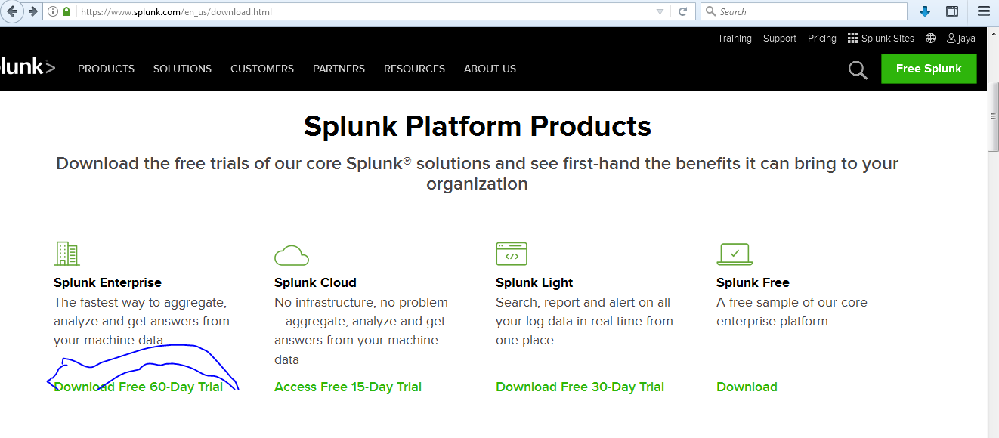 https://www.splunk.com/en_us/download.html
Search
Training Support Pricing Splunk Sites jaya
lunk>
PRODUCTS SOLUTIONS CUSTOMERS PARTNERS RESOURCES ABOUT US
Free Splunk
Splunk Platform Products
Download the free trials of our core Splunk® solutions and see first-hand the benefits it can bring to your
organization
Splunk Enterprise
The fastest way to aggregate,
analyze and get answers from
your machine data
Download Free 60-Day Trial
Splunk Cloud
No infrastructure, no problem
—aggregate, analyze and get
answers from your machine
data
Access Free 15-Day Trial
Splunk Light
Search, report and alert on all
your log data in real time from
one place
Download Free 30-Day Trial
Splunk Free
A free sample of our core
enterprise platform
Download